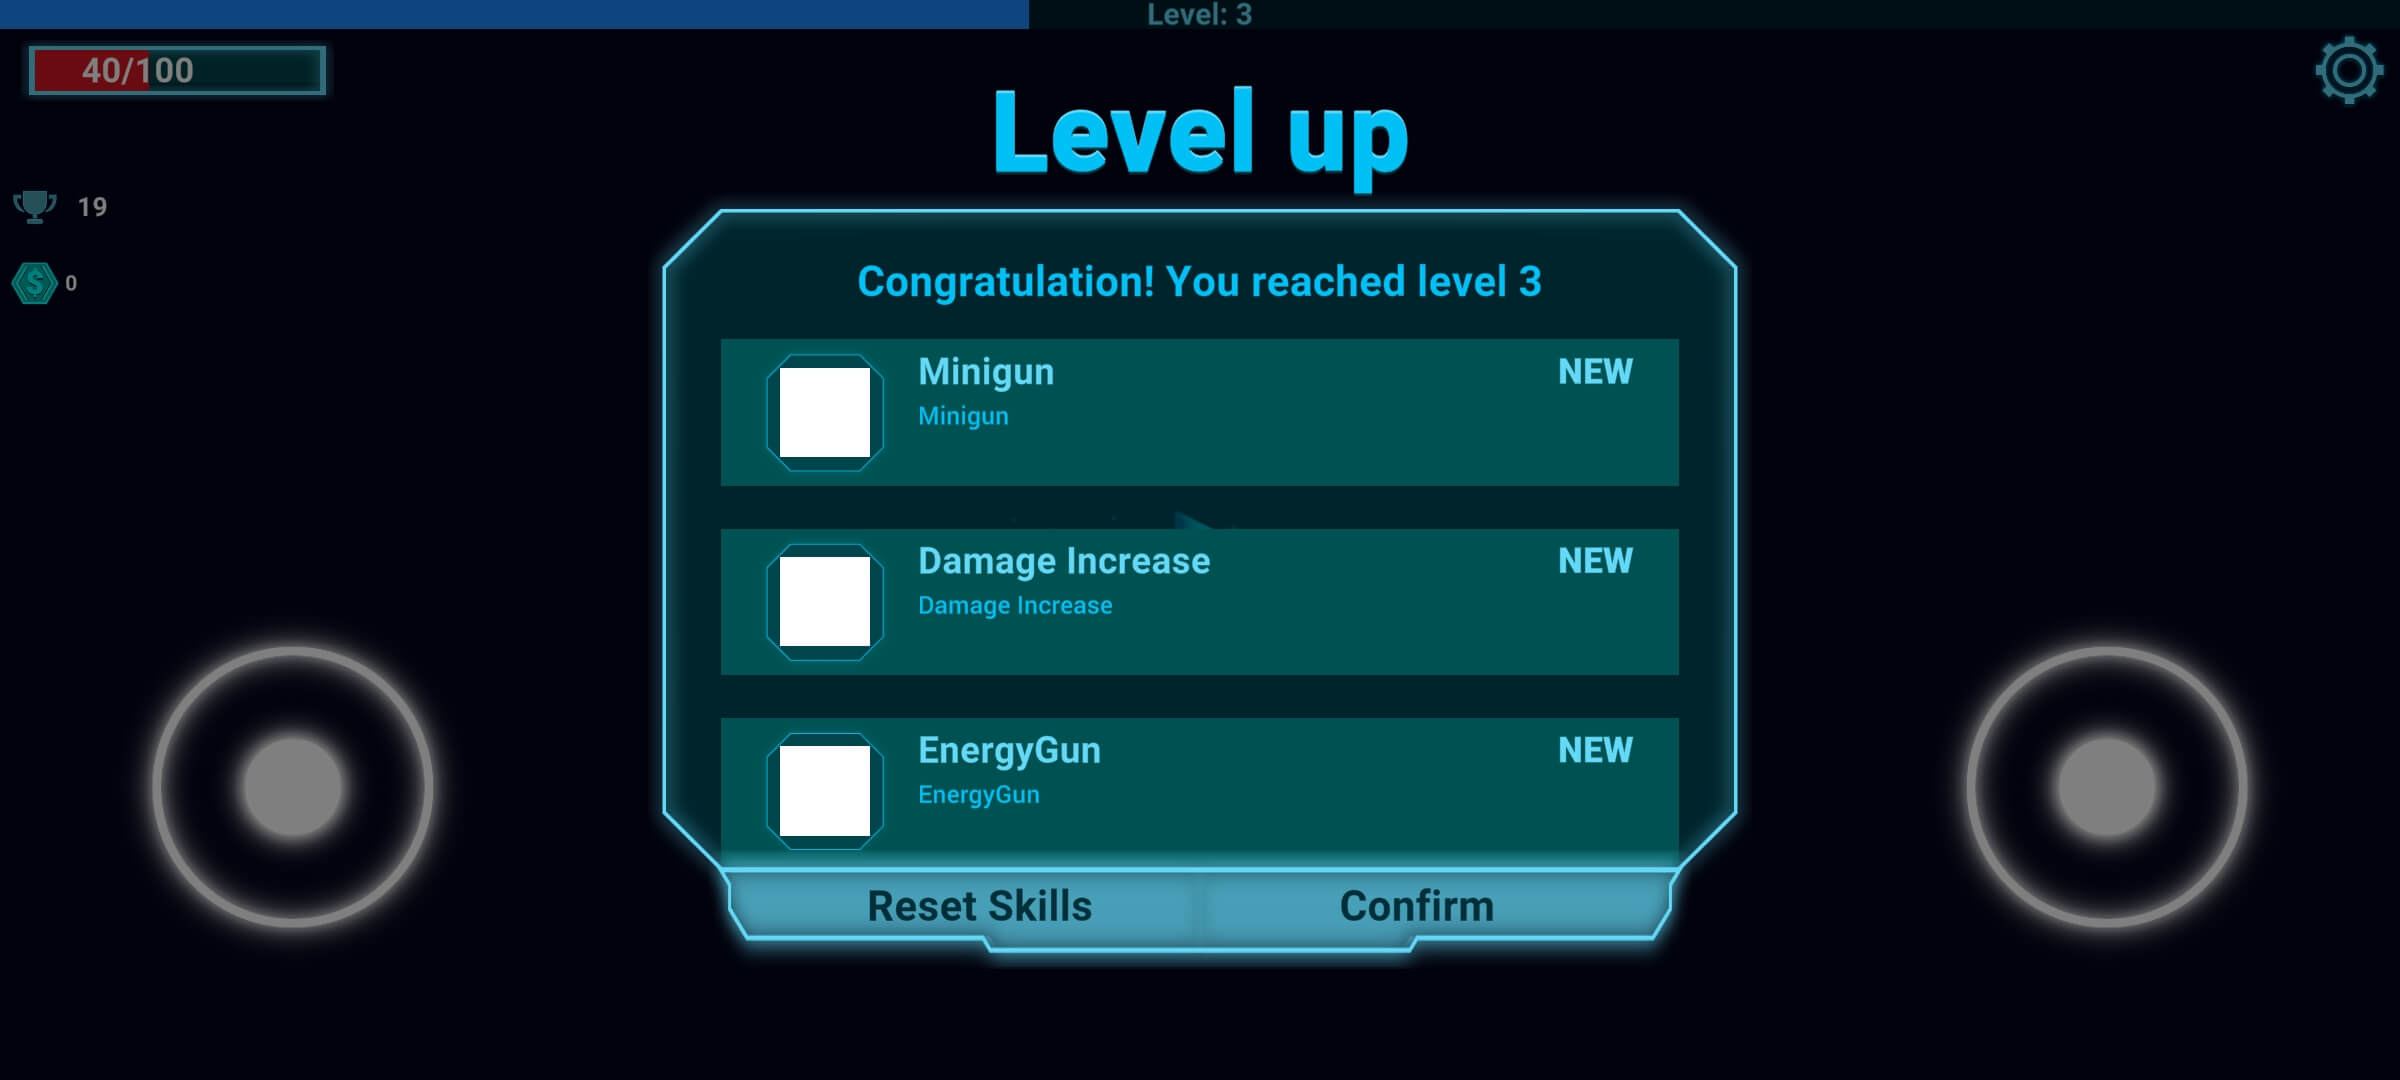 Level: 3
40/100
Level up
19
0
Congratulation! You reached level 3
Minigun
NEW
Minigun
Damage Increase
NEW
Damage Increase
EnergyGun
NEW
EnergyGun
Reset Skills
Confirm